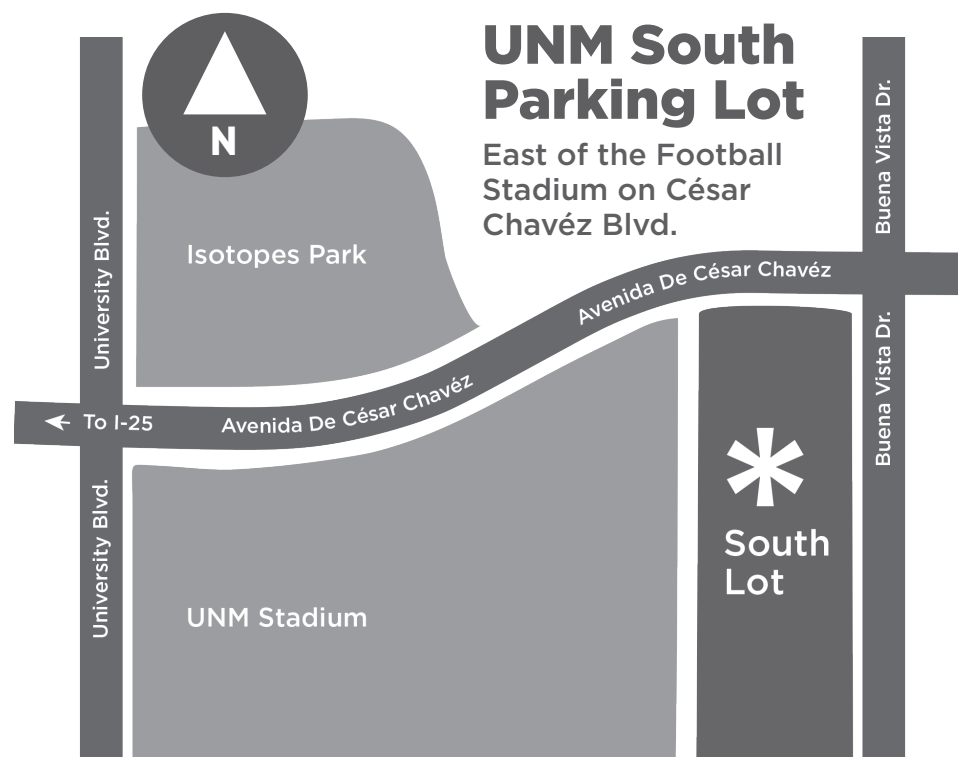 UNM South
Parking Lot
East of the Football
Stadium on César
Chavéz Blvd.
N
Buena Vista Dr.
University Blvd.
Isotopes Park
Avenida De César Chavéz
Buena Vista Dr.
To I-25
Avenida De César Chavéz
University Blvd.
South
Lot
UNM Stadium